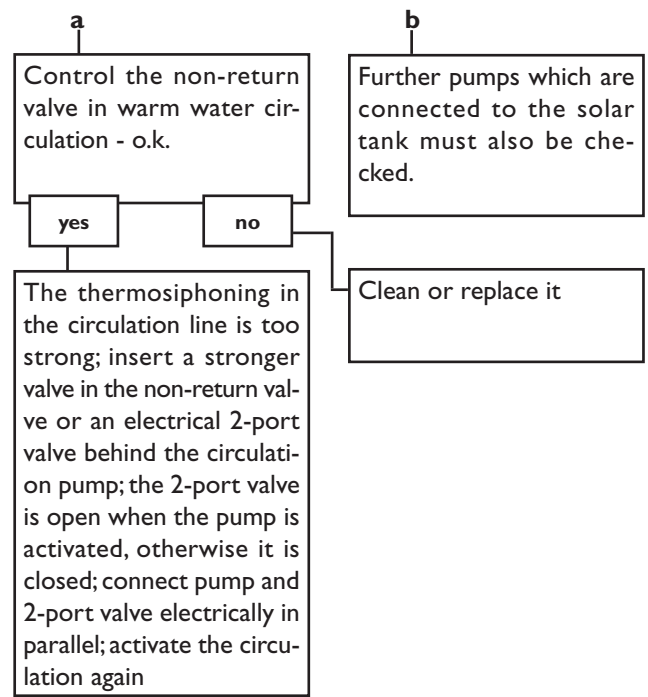 a
Control the non-return
valve in warm water cir-
culation - o.k.
yes
no
The thermosiphoning in
the circulation line is too
strong; insert a stronger
valve in the non-return val-
ve or an electrical 2-port
valve behind the circulati-
on pump; the 2-port valve
is open when the pump is
activated, otherwise it is
closed; connect pump and
2-port valve electrically in
parallel; activate the circu-
lation again
b
Further pumps which are
connected to the solar
tank must also be che-
cked.
Clean or replace it